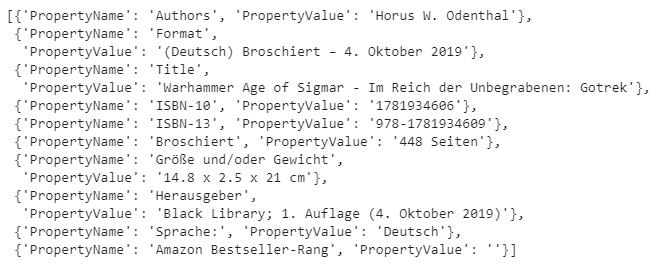 [{'PropertyName': 'Authors', 'PropertyValue': 'Horus W. Odenthal'},
{'PropertyName': 'Format',
'PropertyValue': '(Deutsch) Broschiert – 4. Oktober 2019'},
{'PropertyName': 'Title',
'PropertyValue': 'Warhammer Age of Sigmar - Im Reich der Unbegrabenen: Gotrek'},
{'PropertyName': 'ISBN-10', 'PropertyValue': '1781934606'},
{'PropertyName': 'ISBN-13', 'PropertyValue': '978-1781934609'},
{'PropertyName': 'Broschiert', 'PropertyValue': '448 Seiten'},
{'PropertyName': 'Größe und/oder Gewicht',
'PropertyValue': '14.8 x 2.5 x 21 cm'},
{'PropertyName': 'Herausgeber',
'PropertyValue': 'Black Library; 1. Auflage (4. Oktober 2019)'},
{'PropertyName': 'Sprache:', 'PropertyValue': 'Deutsch'},
{'PropertyName': 'Amazon Bestseller-Rang', 'PropertyValue': ''}]